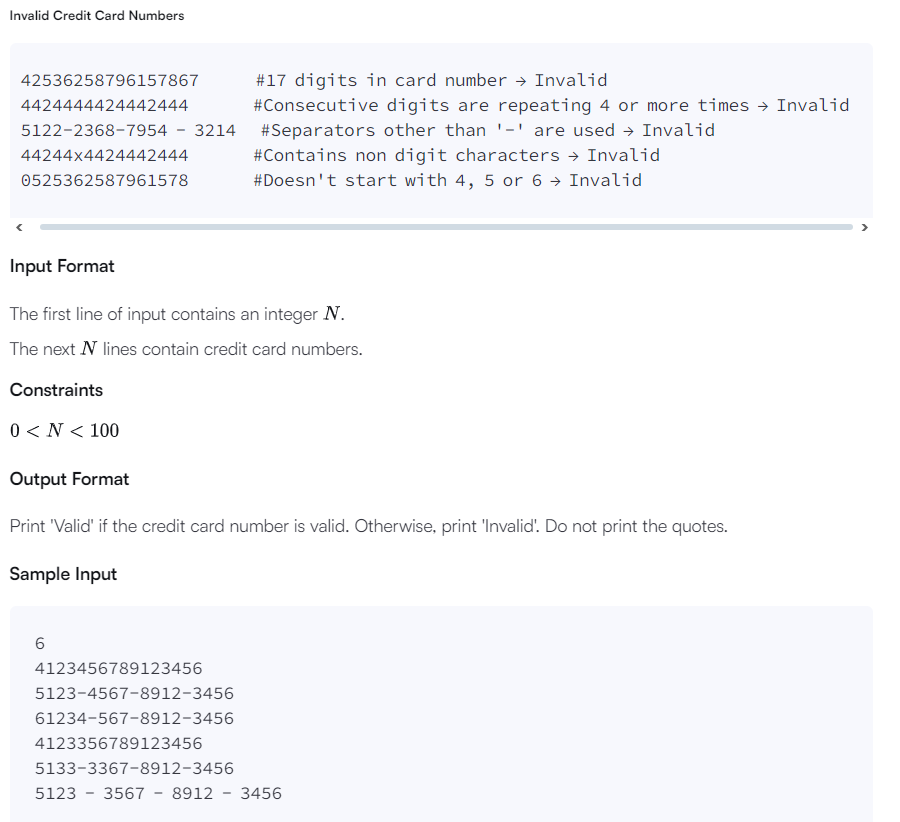 Invalid Credit Card Numbers
42536258796157867 #17 digits in card number → Invalid
4424444424442444 #Consecutive digits are repeating 4 or more times → Invalid
5122-2368-7954 - 3214 #Separators other than '-' are used → Invalid
44244x4424442444 #Contains non digit characters → Invalid
0525362587961578 #Doesn't start with 4, 5 or 6 → Invalid
Input Format
The first line of input contains an integer N.
The next N lines contain credit card numbers.
Constraints
0 < N < 100
Output Format
Print 'Valid' if the credit card number is valid. Otherwise, print 'Invalid'. Do not print the quotes.
Sample Input
6
4123456789123456
5123-4567-8912-3456
61234-567-8912-3456
4123356789123456
5133-3367-8912-3456
5123 - 3567 - 8912 - 3456